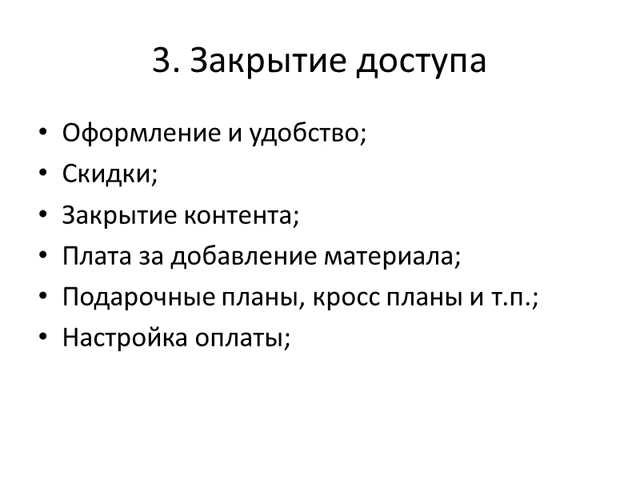 3. Закрытие доступа
• Оформление и удобство;
• Скидки;
• Закрытие контента;
• Плата за добавление материала;
• Подарочные планы, кросс планы и т.п.;
• Настройка оплаты;